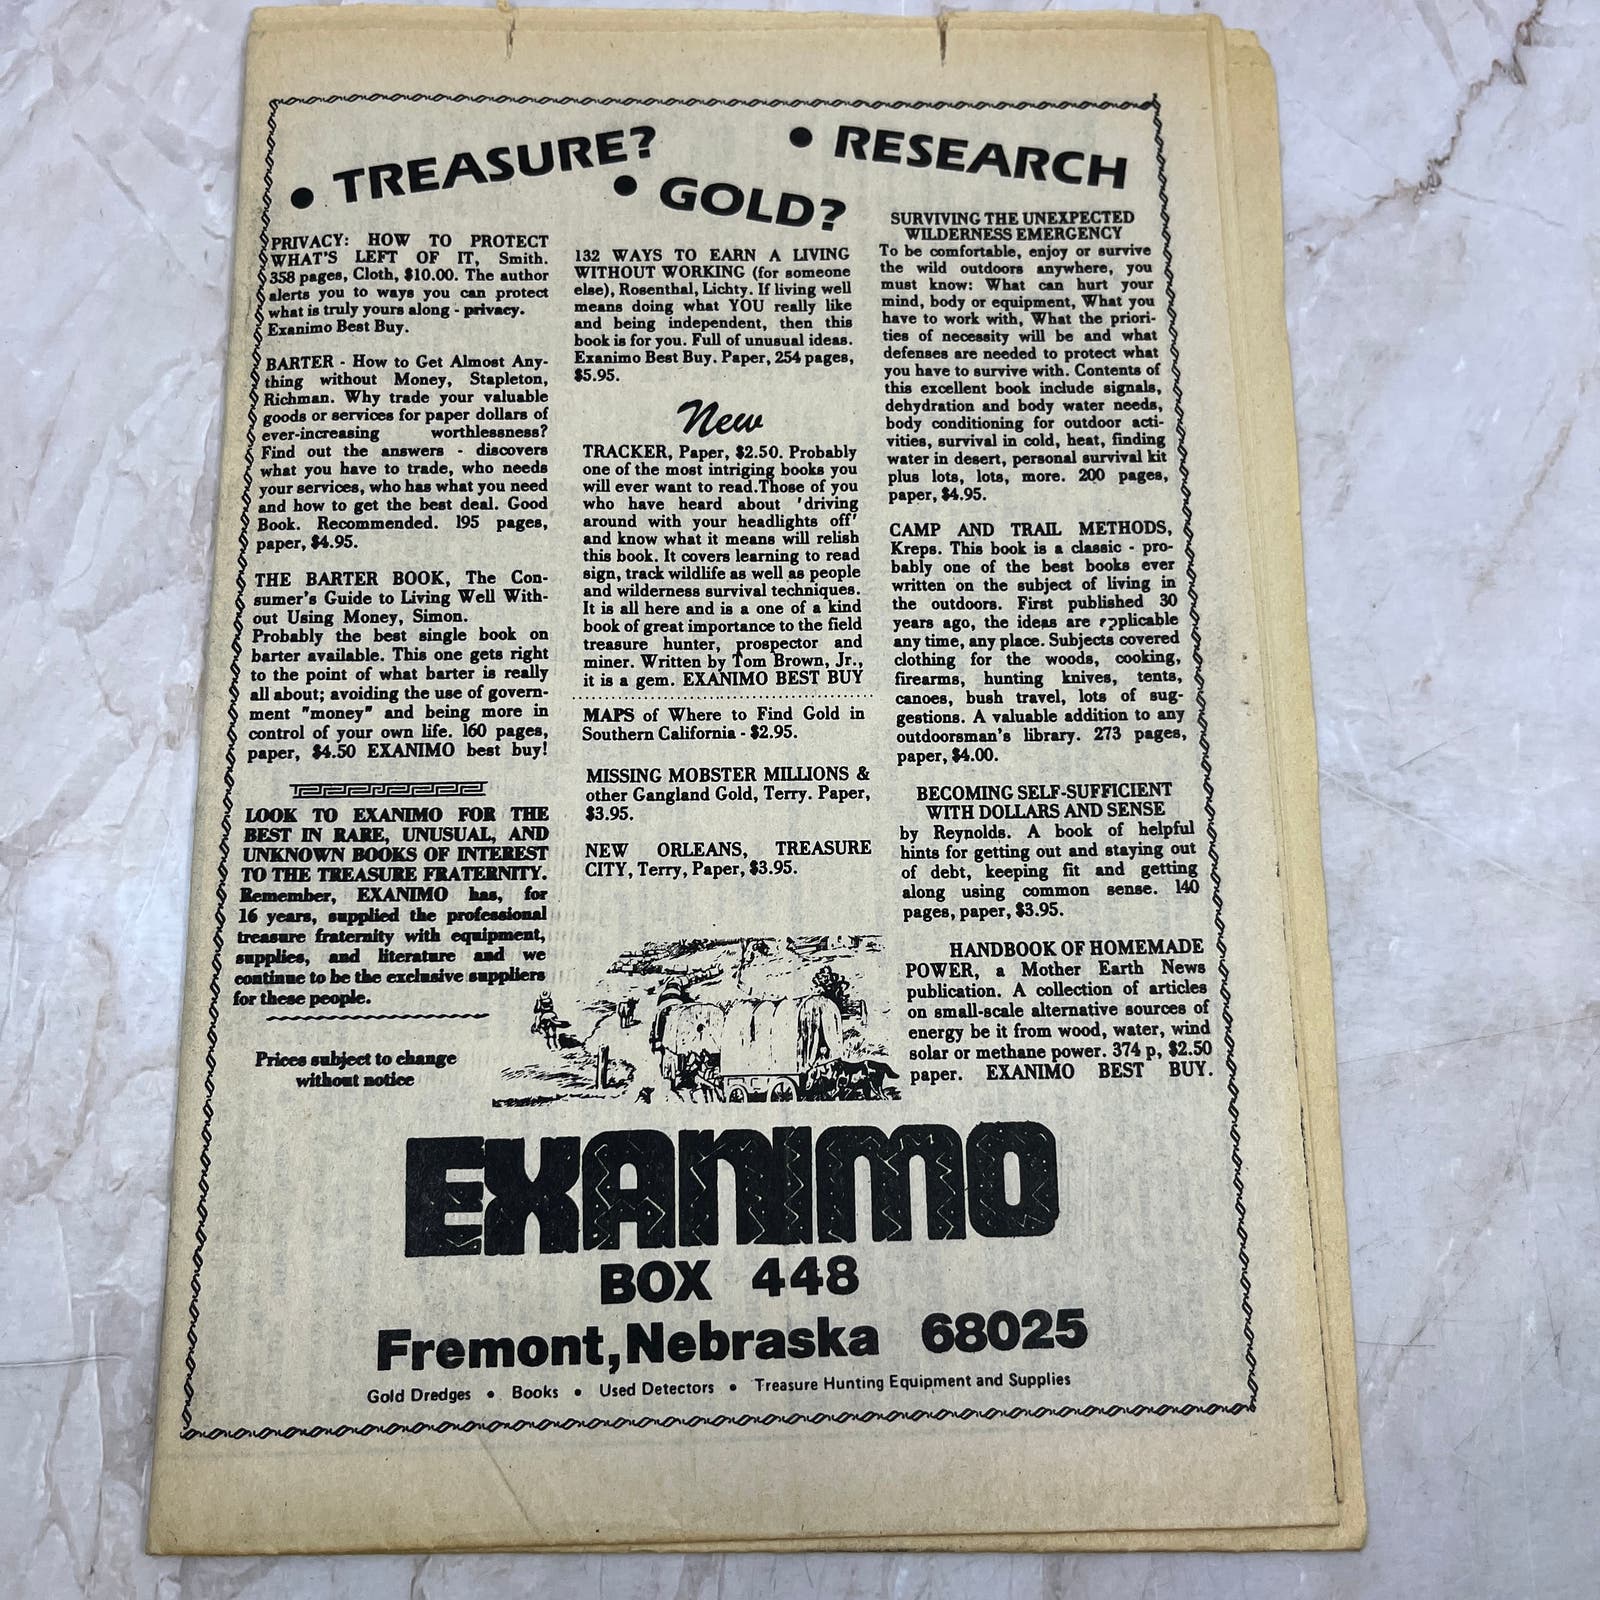 • TREASURE?
• GOLD?
• RESEARCH
PRIVACY: HOW TO PROTECT
WHAT'S LEFT OF IT, Smith.
358 pages, Cloth, $10.00. The author
alerts you to ways you can protect
what is truly yours along - privacy.
Exanimo Best Buy.
BARTER - How to Get Almost Any-
thing without Money, Stapleton,
Richman. Why trade your valuable
goods or services for paper dollars of
ever-increasing worthlessness?
Find out the answers - discovers
what you have to trade, who needs
your services, who has what you need
and how to get the best deal. Good
Book. Recommended. 195 pages,
paper, $4.95.
THE BARTER BOOK, The Con-
sumer's Guide to Living Well With-
out Using Money, Simon.
Probably the best single book on
barter available. This one gets right
to the point of what barter is really
all about; avoiding the use of govern-
ment "money" and being more in
control of your own life. 160 pages,
paper, $4.50 EXANIMO best buy!
LOOK TO EXANIMO FOR THE
BEST IN RARE, UNUSUAL, AND
UNKNOWN BOOKS OF INTEREST
TO THE TREASURE FRATERNITY.
Remember, EXANIMO has, for
16 years, supplied the professional
treasure fraternity with equipment,
supplies, and literature and we
continue to be the exclusive suppliers
for these people.
Prices subject to change
without notice
132 WAYS TO EARN A LIVING
WITHOUT WORKING (for someone
else), Rosenthal, Lichty. If living well
means doing what YOU really like
and being independent, then this
book is for you. Full of unusual ideas.
Exanimo Best Buy. Paper, 254 pages,
$5.95.
New
TRACKER, Paper, $2.50. Probably
one of the most intriging books you
will ever want to read.Those of you
who have heard about 'driving
around with your headlights off'
and know what it means will relish
this book. It covers learning to read
sign, track wildlife as well as people
and wilderness survival techniques.
It is all here and is a one of a kind
book of great importance to the field
treasure hunter, prospector and
miner. Written by Tom Brown, Jr.,
it is a gem. EXANIMO BEST BUY
MAPS of Where to Find Gold in
Southern California - $2.95.
MISSING MOBSTER MILLIONS &
other Gangland Gold, Terry. Paper,
$3.95.
NEW ORLEANS, TREASURE
CITY, Terry, Paper, $3.95.
SURVIVING THE UNEXPECTED
WILDERNESS EMERGENCY
To be comfortable, enjoy or survive
the wild outdoors anywhere, you
must know: What can hurt your
mind, body or equipment, What you
have to work with, What the priori-
ties of necessity will be and what
defenses are needed to protect what
you have to survive with. Contents of
this excellent book include signals,
dehydration and body water needs,
body conditioning for outdoor acti-
vities, survival in cold, heat, finding
water in desert, personal survival kit
plus lots, lots, more. 200 pages,
paper, $4.95.
CAMP AND TRAIL METHODS,
Kreps. This book is a classic - pro-
bably one of the best books ever
written on the subject of living in
the outdoors. First published 30
years ago, the ideas are applicable
any time, any place. Subjects covered
clothing for the woods, cooking,
firearms, hunting knives, tents,
canoes, bush travel, lots of sug-
gestions. A valuable addition to any
outdoorsman's library. 273 pages,
paper, $4.00.
BECOMING SELF-SUFFICIENT
WITH DOLLARS AND SENSE
by Reynolds. A book of helpful
hints for getting out and staying out
of debt, keeping fit and getting
along using common sense. 140
pages, paper, $3.95.
HANDBOOK OF HOMEMADE
POWER, a Mother Earth News
publication. A collection of articles
on small-scale alternative sources of
energy be it from wood, water, wind
solar or methane power. 374 p, $2.50
paper. EXANIMO BEST BUY.
EXANIMO
BOX 448
Fremont, Nebraska 68025
Gold Dredges • Books • Used Detectors • Treasure Hunting Equipment and Supplies